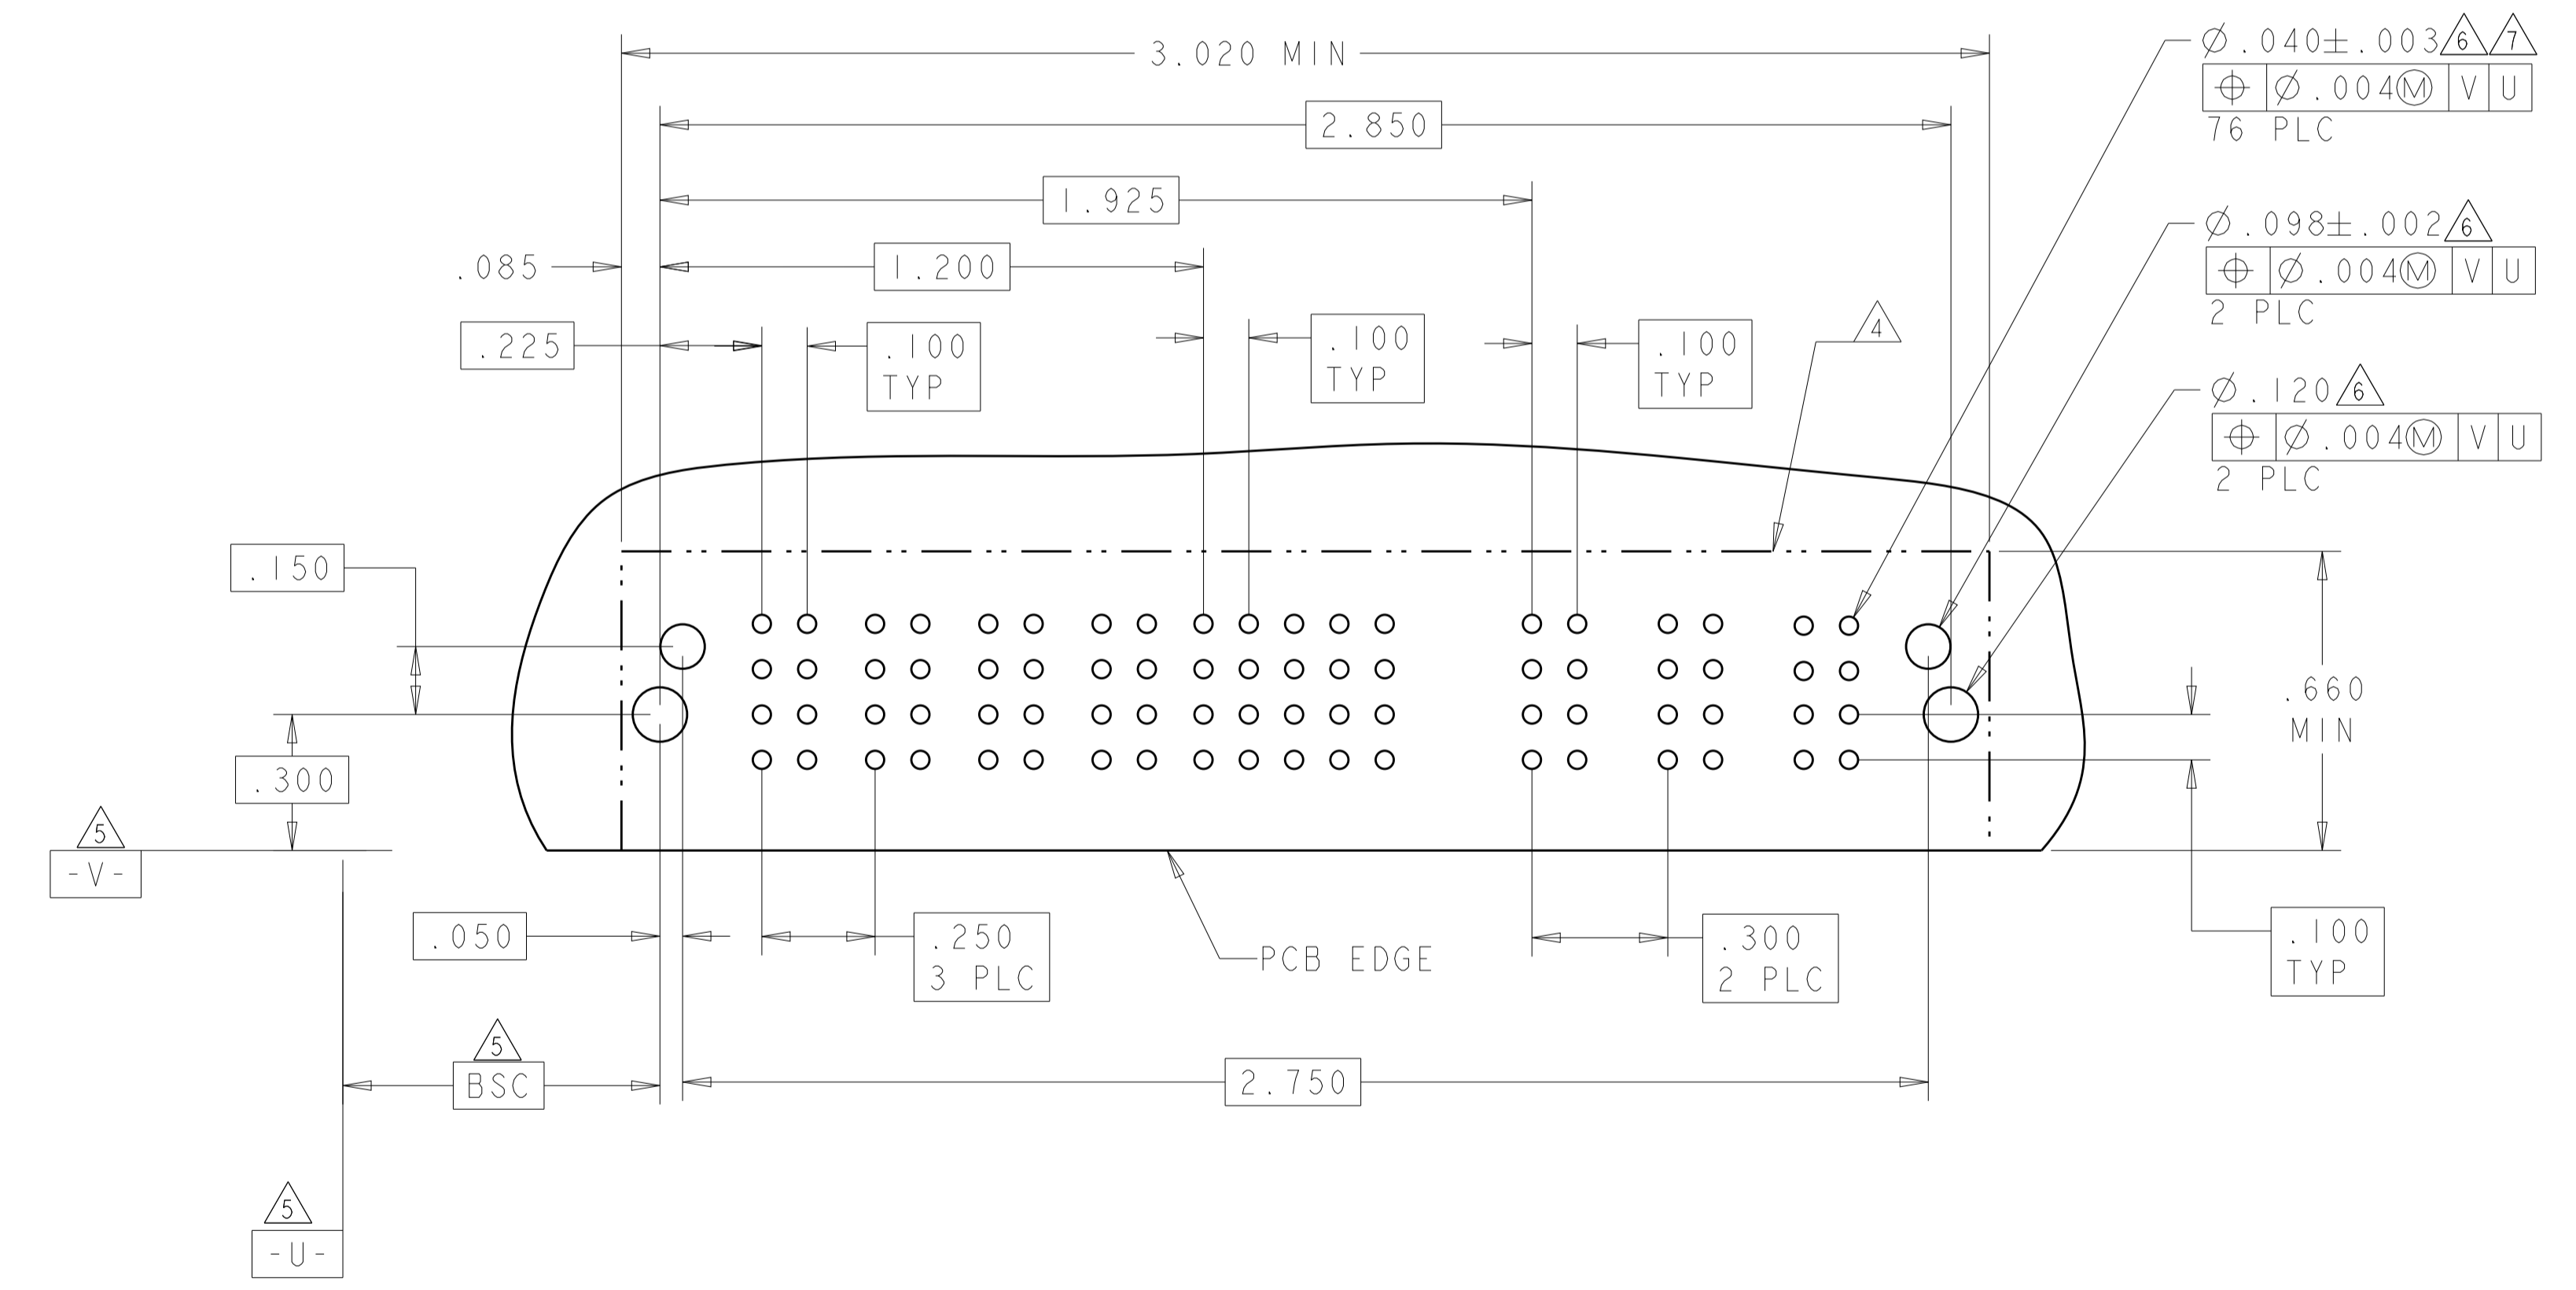 3.020 MIN
2.850
1.925
.085
1.200
.225
.100
TYP
.100
TYP
.100
TYP
4
⌀.040±.003 6 7
⌖ ⌀.004Ⓜ V U
76 PLC
⌀.098±.002 6
⌖ ⌀.004Ⓜ V U
2 PLC
⌀.120 6
⌖ ⌀.004Ⓜ V U
2 PLC
.150
.300
5
-V-
.660
MIN
.050
.250
3 PLC
PCB EDGE
.300
2 PLC
.100
TYP
5
BSC
2.750
5
-U-